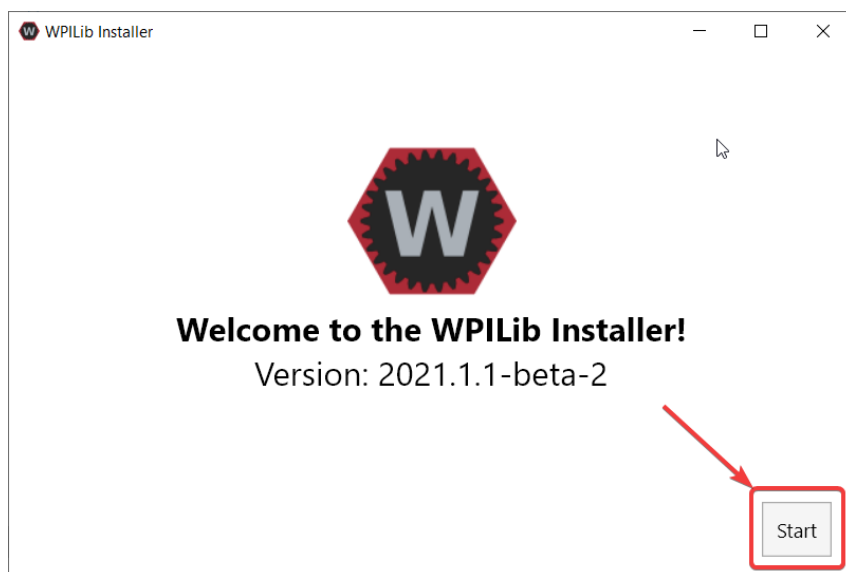 WPILib Installer
W
Welcome to the WPILib Installer!
Version: 2021.1.1-beta-2
Start